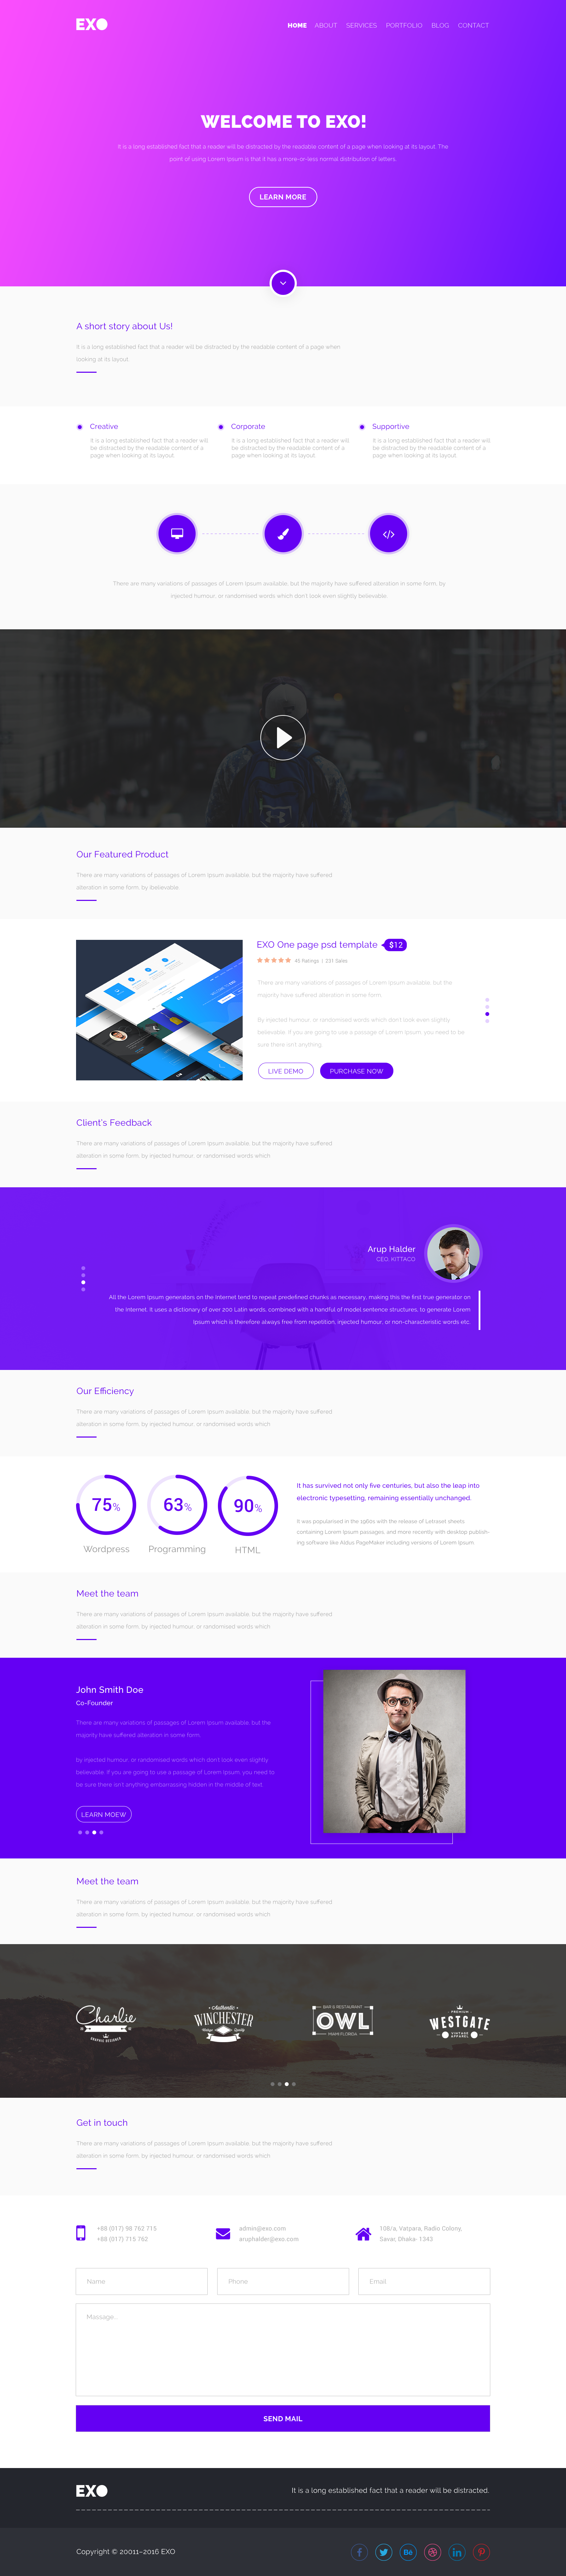 EXO
HOME ABOUT SERVICES PORTFOLIO BLOG CONTACT
WELCOME TO EXO!
It is a long established fact that a reader will be distracted by the readable content of a page when looking at its layout. The
point of using Lorem Ipsum is that it has a more-or-less normal distribution of letters.
LEARN MORE
A short story about Us!
It is a long established fact that a reader will be distracted by the readable content of a page when
looking at its layout
Creative
It is a long established fact that a reader will
be distracted by the readable content of a
page when looking at its layout
Corporate
It is a long established fact that a reader will
be distracted by the readable content of a
page when looking at its layout
Supportive
It is a long established fact that a reader will
be distracted by the readable content of a
page when looking at its layout
There are many variations of passages of Lorem Ipsum available, but the majority have suffered alteration in some form, by
injected humour, or randomised words which don't look even slightly believable.
Our Featured Product
There are many variations of passages of Lorem Ipsum available, but the majority have suffered
alteration in some form, by ibelievable.
EXO One page psd template $12
45 Ratings | 231 Sales
There are many variations of passages of Lorem Ipsum available, but the
majority have suffered alteration in some form
By injected humour, or randomised words which don't look even slightly
believable. If you are going to use a passage of Lorem Ipsum, you need to be
sure there isn't anything
LIVE DEMO
PURCHASE NOW
Client's Feedback
There are many variations of passages of Lorem Ipsum available, but the majority have suffered
alteration in some form, by injected humour, or randomised words which
Arup Halder
CEO, KITTACO
All the Lorem Ipsum generators on the Internet tend to repeat predefined chunks as necessary, making this the first true generator on
the Internet. It uses a dictionary of over 200 Latin words, combined with a handful of model sentence structures, to generate Lorem
Ipsum which is therefore always free from repetition, injected humour, or non-characteristic words etc.
Our Efficiency
There are many variations of passages of Lorem Ipsum available, but the majority have suffered
alteration in some form, by injected humour, or randomised words which
75%
Wordpress
63%
Programming
90%
HTML
It has survived not only five centuries, but also the leap into
electronic typesetting, remaining essentially unchanged.
It was popularised in the 1960s with the release of Letraset sheets
containing Lorem Ipsum passages, and more recently with desktop publish-
ing software like Aldus PageMaker including versions of Lorem Ipsum
Meet the team
There are many variations of passages of Lorem Ipsum available, but the majority have suffered
alteration in some form, by injected humour, or randomised words which
John Smith Doe
Co-Founder
There are many variations of passages of Lorem Ipsum available, but the
majority have suffered alteration in some form,
by injected humour, or randomised words which don't look even slightly
believable. If you are going to use a passage of Lorem Ipsum, you need to
be sure there isn't anything embarrassing hidden in the middle of text.
LEARN MOEW
Meet the team
There are many variations of passages of Lorem Ipsum available, but the majority have suffered
alteration in some form, by injected humour, or randomised words which
Charlie
GRAPHIC DESIGNER
Authentic
WINCHESTER
BAR & RESTAURANT
OWL
MIAMI FLORIDA
PREMIUM
WESTGATE
VINTAGE
APPAREL
Get in touch
There are many variations of passages of Lorem Ipsum available, but the majority have suffered
alteration in some form, by injected humour, or randomised words which
+88 (017) 98 762 715
+88 (017) 715 762
admin@exo.com
aruphalder@exo.com
108/a, Vatpara, Radio Colony,
Savar, Dhaka- 1343
Name
Phone
Email
Massage..
SEND MAIL
EXO
It is a long established fact that a reader will be distracted.
Copyright © 20011-2016 EXO
Bē
in